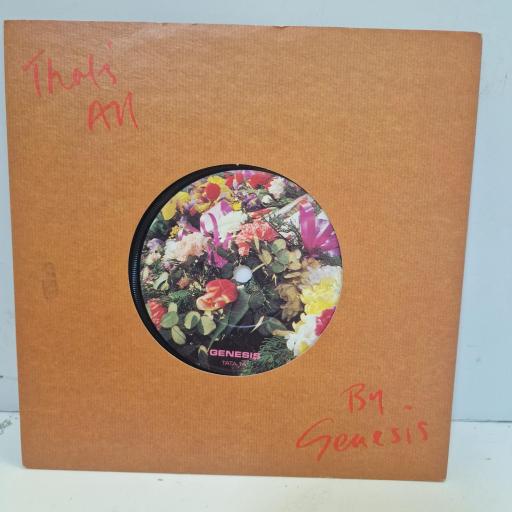 That's
All
GENESIS
By.
Genesis